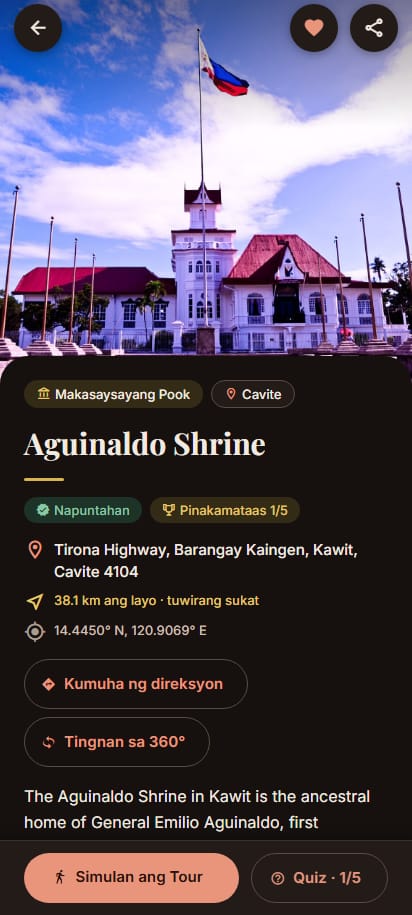 Makasaysayang Pook
Cavite
Aguinaldo Shrine
Napuntahan
Pinakamataas 1/5
Tirona Highway, Barangay Kaingen, Kawit,
Cavite 4104
38.1 km ang layo · tuwirang sukat
14.4450° N, 120.9069° E
Kumuha ng direksyon
Tingnan sa 360°
The Aguinaldo Shrine in Kawit is the ancestral
home of General Emilio Aguinaldo, first
Simulan ang Tour
Quiz · 1/5